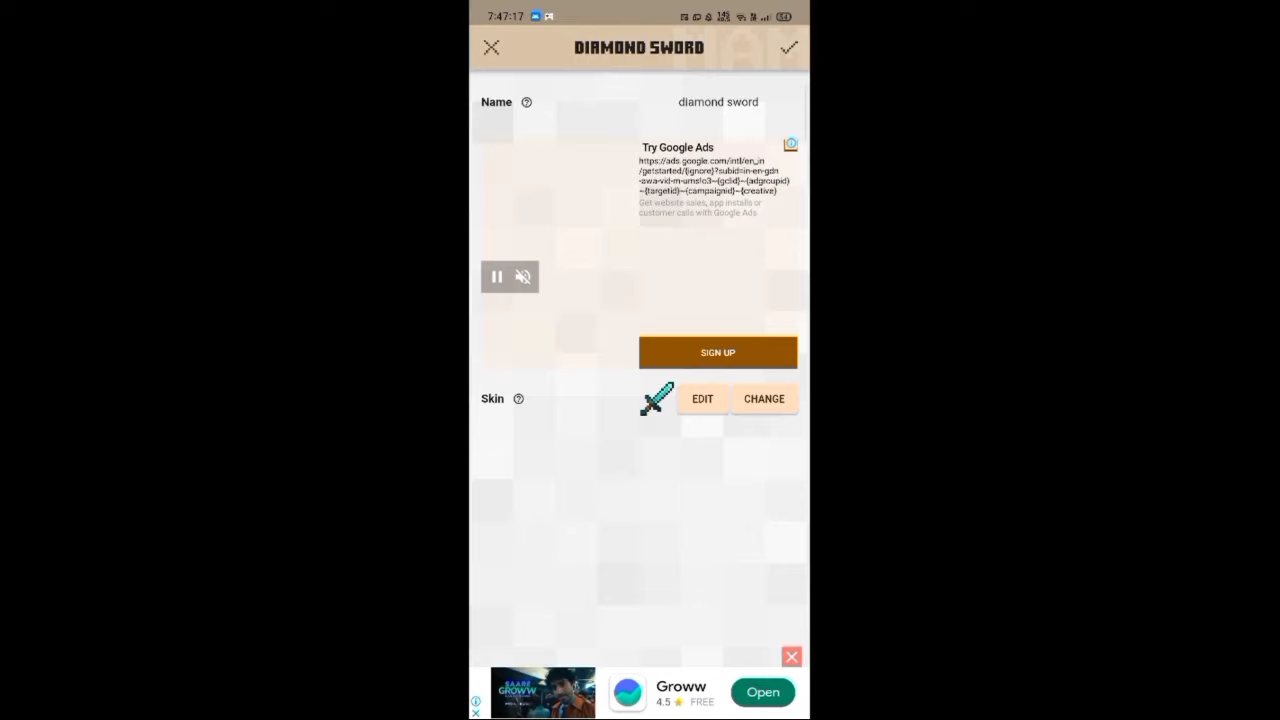 7:47:17
DIAMOND SWORD
Name
diamond sword
Try Google Ads
https://ads.google.com/intl/en_in
/getstarted/{ignore}?subid=in-en-gdn
-awa-vid-m-ums!o3~{gclid}~{adgroupid}
~{targetid}~{campaignid}~{creative}
Get website sales, app installs or
customer calls with Google Ads
SIGN UP
Skin
EDIT
CHANGE
SAARE
GROWW
Groww
4.5 ★ FREE
Open